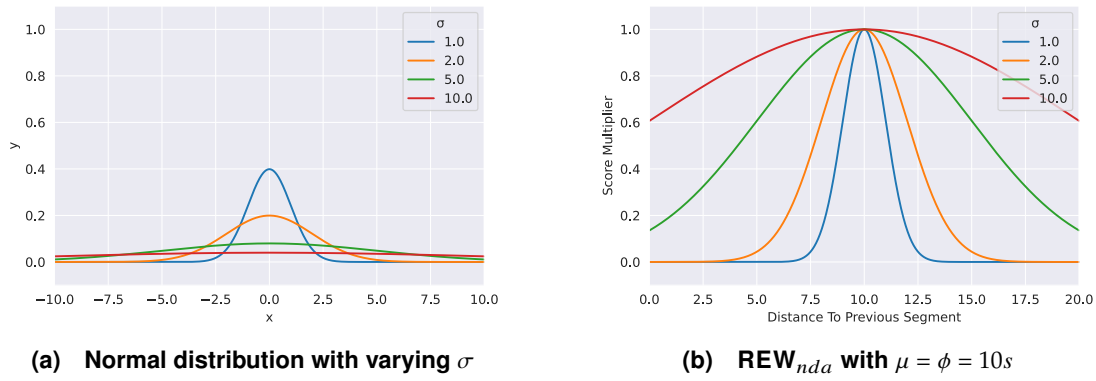 1.0
0.8
0.6
0.4
0.2
0.0
y
−10.0 −7.5 −5.0 −2.5 0.0 2.5 5.0 7.5 10.0
x
σ
1.0
2.0
5.0
10.0
(a) Normal distribution with varying σ
1.0
0.8
0.6
0.4
0.2
0.0
Score Multiplier
0.0 2.5 5.0 7.5 10.0 12.5 15.0 17.5 20.0
Distance To Previous Segment
σ
1.0
2.0
5.0
10.0
(b) REW_{nda} with μ = ϕ = 10s